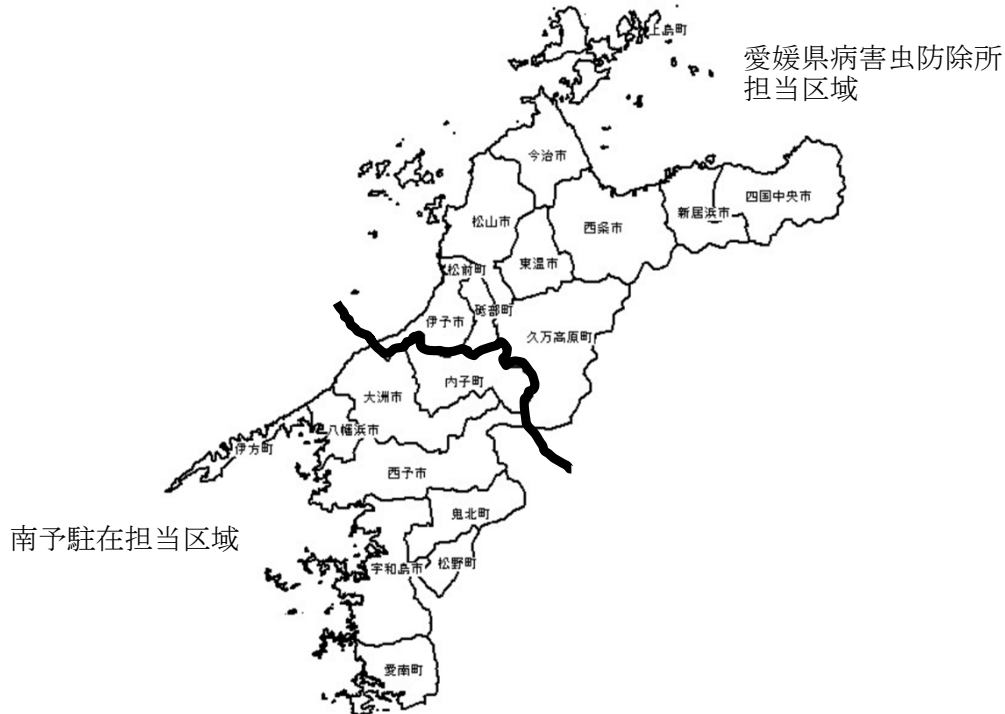 上島町
愛媛県病害虫防除所
担当区域
今治市
四国中央市
新居浜市
松山市
西条市
東温市
松前町
砥部町
伊予市
久万高原町
内子町
大洲市
八幡浜市
伊方町
西予市
鬼北町
南予駐在担当区域
松野町
宇和島市
愛南町